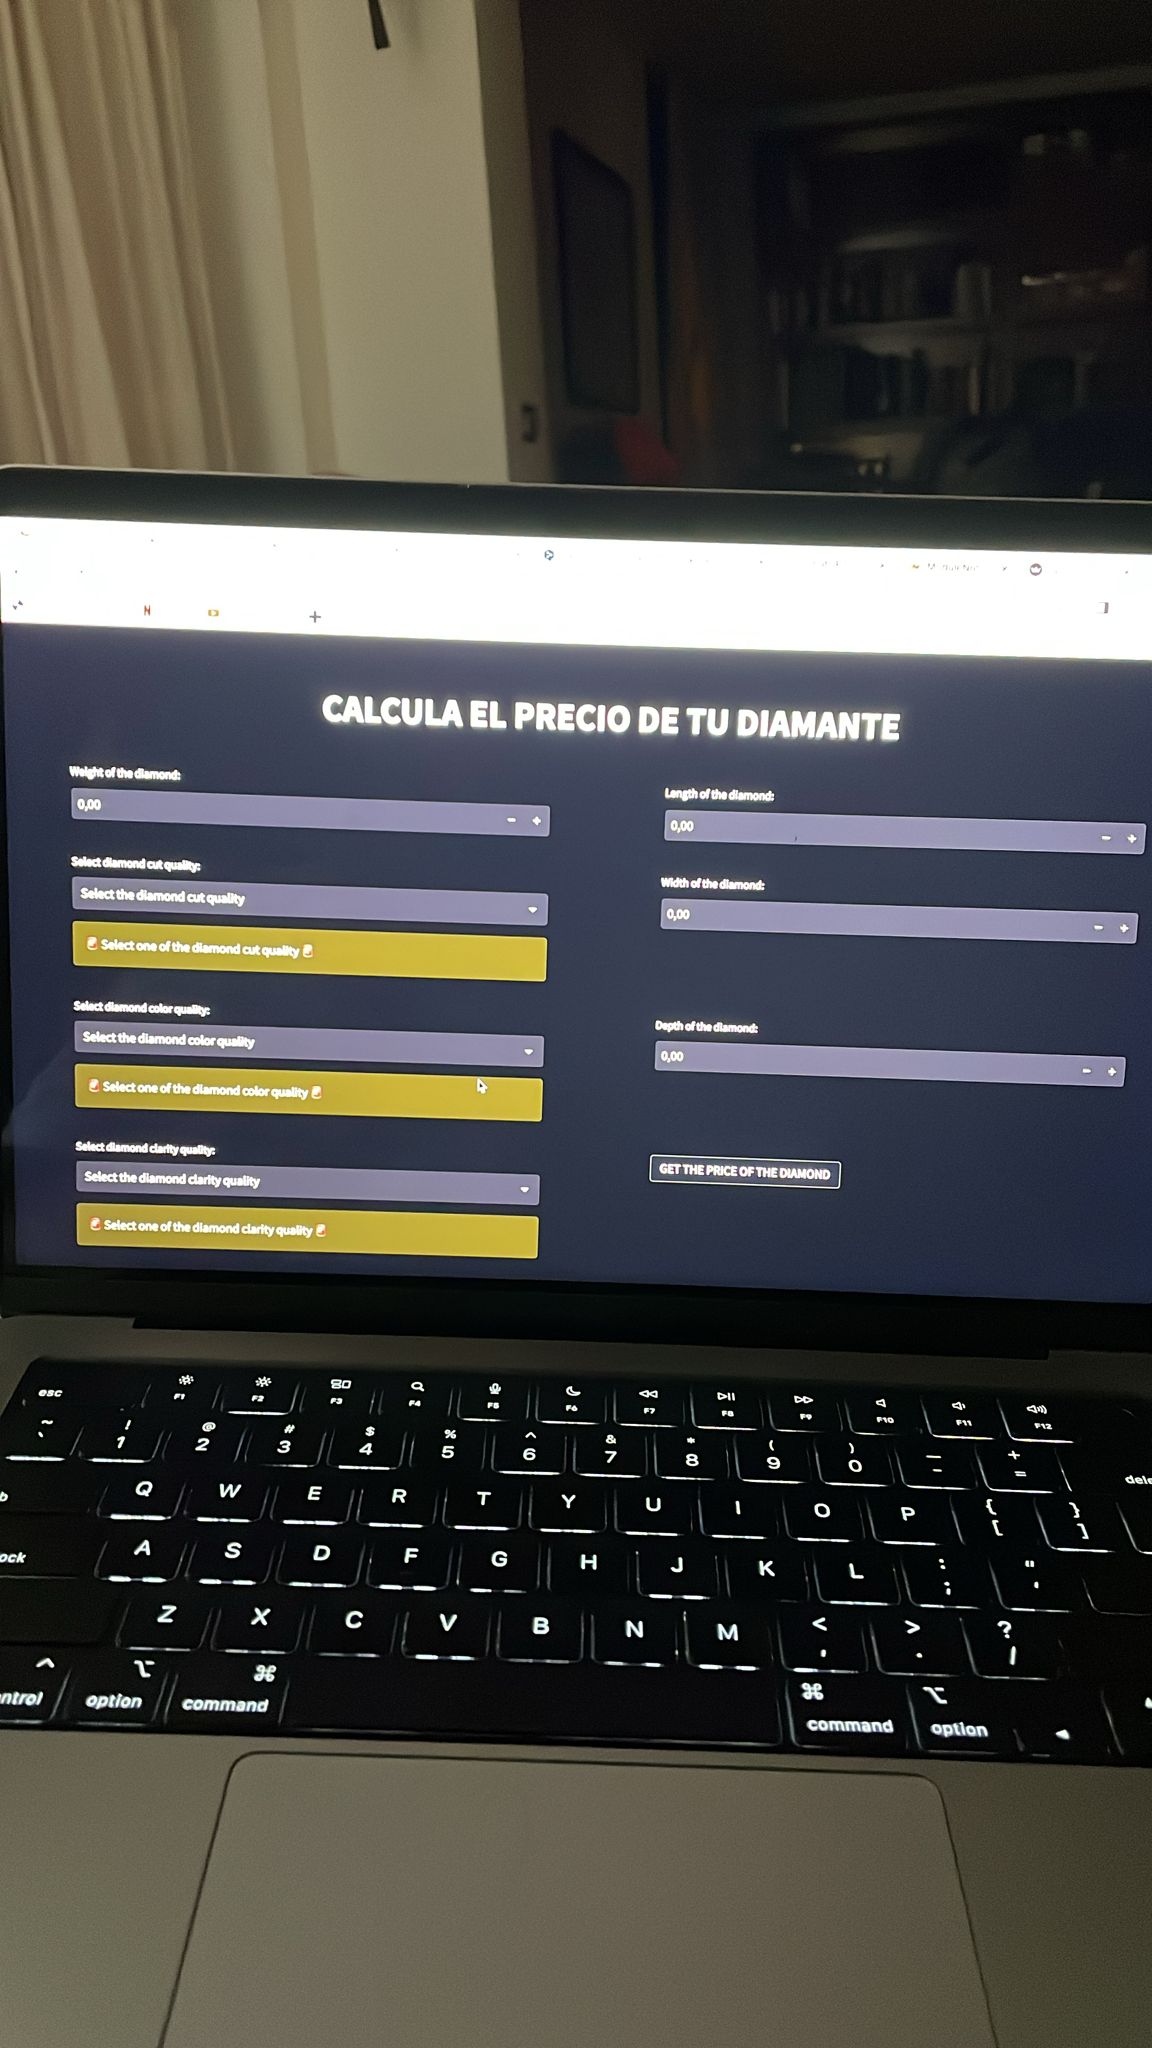 CALCULA EL PRECIO DE TU DIAMANTE
Weight of the diamond:
0,00
Select diamond cut quality:
Select the diamond cut quality
Select one of the diamond cut quality
Select diamond color quality:
Select the diamond color quality
Select one of the diamond color quality
Select diamond clarity quality:
Select the diamond clarity quality
Select one of the diamond clarity quality
Length of the diamond:
0,00
Width of the diamond:
0,00
Depth of the diamond:
0,00
GET THE PRICE OF THE DIAMOND
esc F1 F2 F3 F4 F5 F6 F7 F8 F9 F10 F11 F12
~ ! @ # $ % ^ & * ( ) _ +
` 1 2 3 4 5 6 7 8 9 0 - = dele
b Q W E R T Y U I O P { [ } ]
ock A S D F G H J K L : ; " '
Z X C V B N M < , > . ? /
^ ⌥ ⌘ ⌘ ⌥
ntrol option command command option